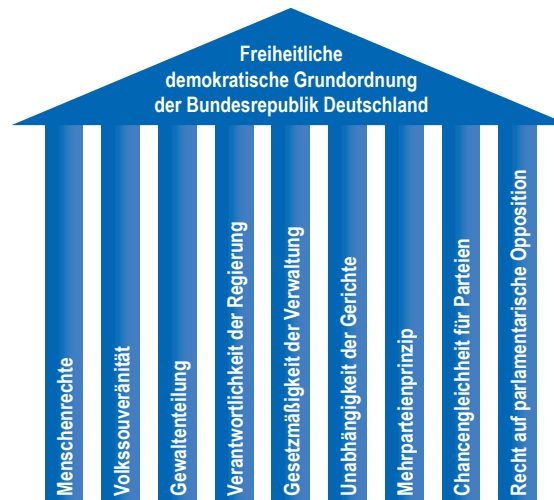 Freiheitliche
demokratische Grundordnung
der Bundesrepublik Deutschland
Menschenrechte
Volkssouveränität
Gewaltenteilung
Verantwortlichkeit der Regierung
Gesetzmäßigkeit der Verwaltung
Unabhängigkeit der Gerichte
Mehrparteienprinzip
Chancengleichheit für Parteien
Recht auf parlamentarische Opposition